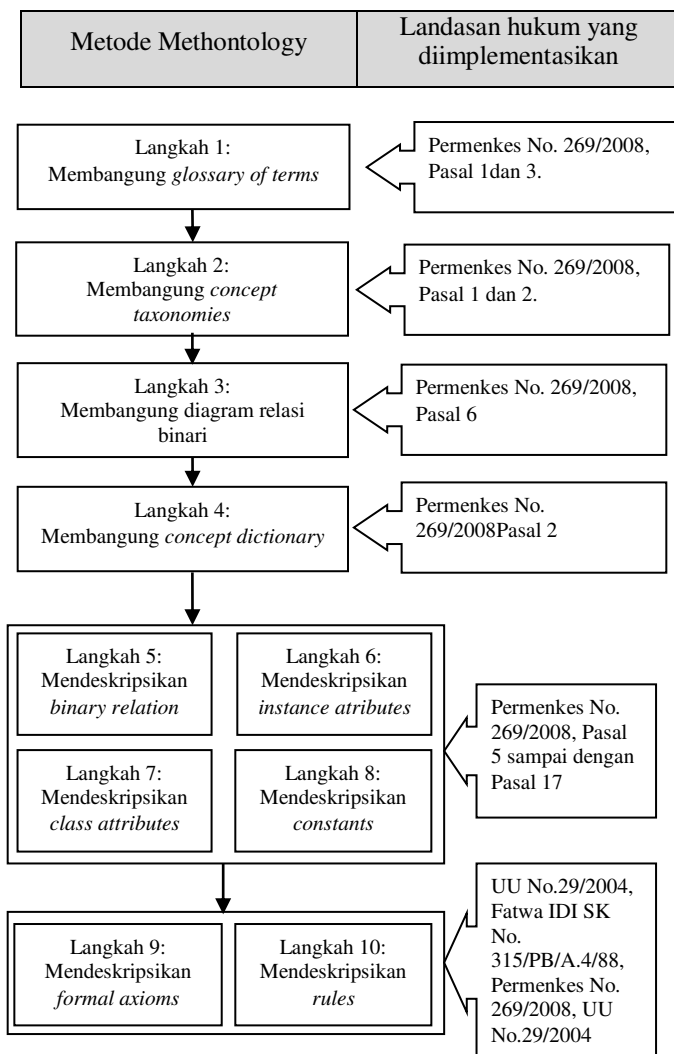 Metode Methontology
Landasan hukum yang
diimplementasikan
Langkah 1:
Membangung glossary of terms
Permenkes No. 269/2008,
Pasal 1dan 3.
Langkah 2:
Membangung concept
taxonomies
Permenkes No. 269/2008,
Pasal 1 dan 2.
Langkah 3:
Membangung diagram relasi
binari
Permenkes No. 269/2008,
Pasal 6
Langkah 4:
Membangung concept dictionary
Permenkes No.
269/2008Pasal 2
Langkah 5:
Mendeskripsikan
binary relation
Langkah 6:
Mendeskripsikan
instance atributes
Langkah 7:
Mendeskripsikan
class attributes
Langkah 8:
Mendeskripsikan
constants
Permenkes No.
269/2008, Pasal
5 sampai dengan
Pasal 17
Langkah 9:
Mendeskripsikan
formal axioms
Langkah 10:
Mendeskripsikan
rules
UU No.29/2004,
Fatwa IDI SK
No.
315/PB/A.4/88,
Permenkes No.
269/2008, UU
No.29/2004